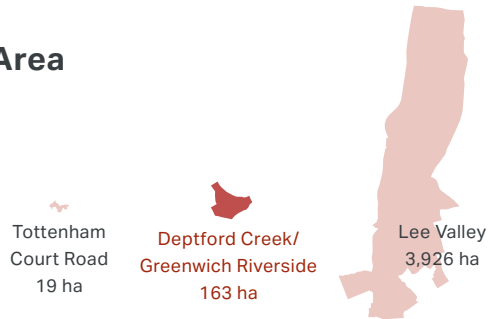 Area
Tottenham
Court Road
19 ha
Deptford Creek/
Greenwich Riverside
163 ha
Lee Valley
3,926 ha